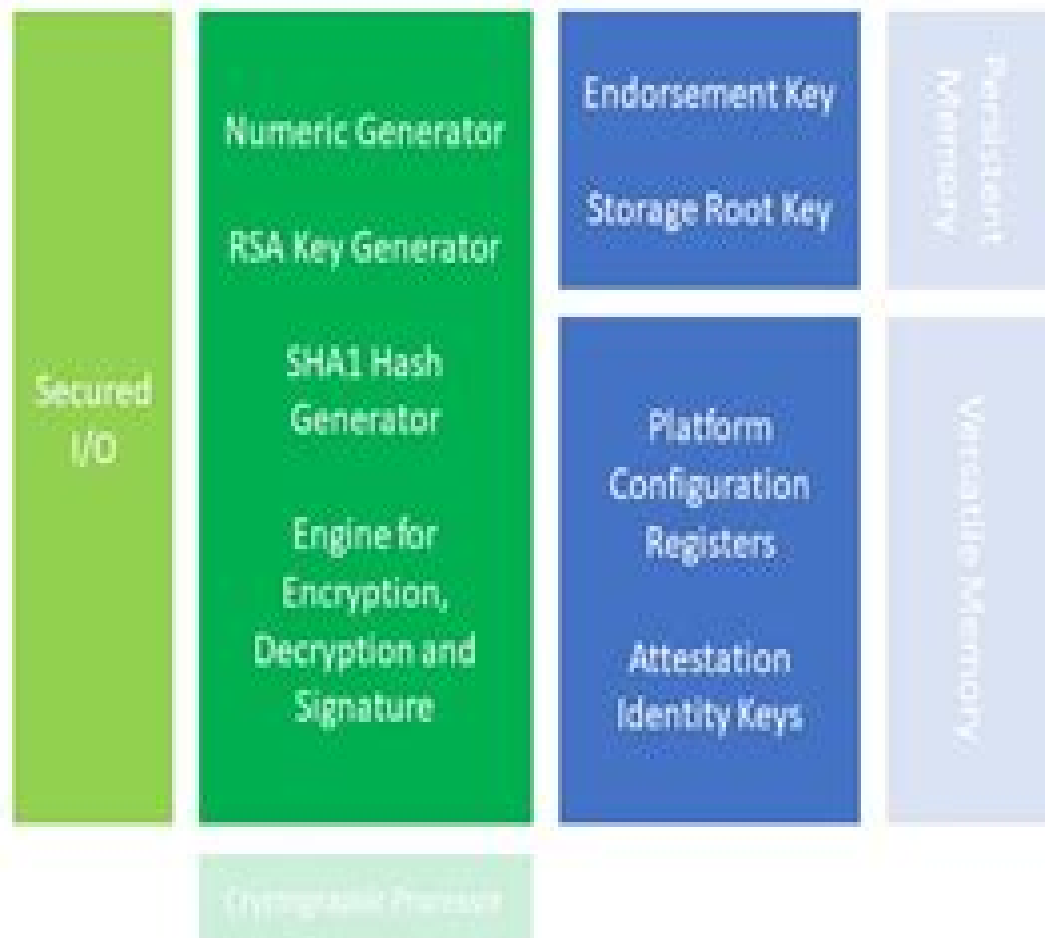 Secured
I/O
Numeric Generator
RSA Key Generator
SHA1 Hash
Generator
Engine for
Encryption,
Decryption and
Signature
Endorsement Key
Storage Root Key
Platform
Configuration
Registers
Attestation
Identity Keys
Persistent
Memory
Versatile Memory
Cryptographic